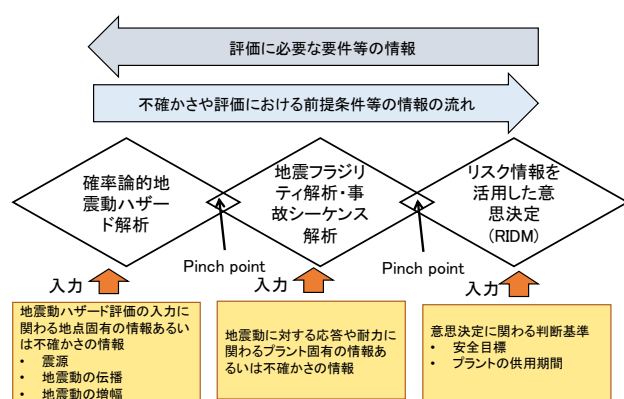 評価に必要な要件等の情報
不確かさや評価における前提条件等の情報の流れ
確率論的地
震動ハザー
ド解析
地震フラジリ
ティ解析・事
故シーケンス
解析
リスク情報を
活用した意
思決定
(RIDM)
Pinch point
Pinch point
入力
入力
入力
地震動ハザード評価の入力に
関わる地点固有の情報あるい
は不確かさの情報
• 震源
• 地震動の伝播
• 地震動の増幅
地震動に対する応答や耐力に
関わるプラント固有の情報あ
るいは不確かさの情報
意思決定に関わる判断基準
• 安全目標
• プラントの供用期間